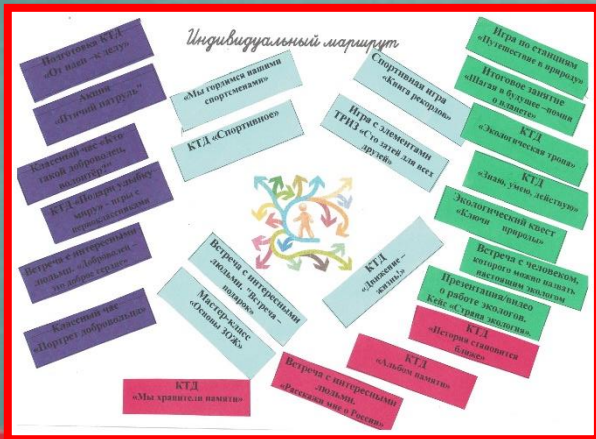 Индивидуальный маршрут
Подготовка КТД
«От идеи – к делу»
Акция
«Птичий патруль"
Классный час «Кто
такой доброволец,
волонтёр?»
КТД «Подари улыбку
миру» – игры с
первоклассниками
Встреча с интересными
людьми. «Доброволец –
это доброе сердце»
Классный час
«Портрет добровольца»
«Мы гордимся нашими
спортсменами»
КТД «Спортивное»
Спортивная игра
«Книга рекордов»
Игра с элементами
ТРИЗ «Сто затей для всех
друзей»
Встреча с интересными
людьми. "Встреча –
подарок»
Мастер-класс
«Основы ЗОЖ»
КТД
«Движение –
жизнь!»
Игра по станциям
«Путешествие в природу»
Итоговое занятие
«Шагая в будущее –помни
о планете»
КТД
«Экологическая тропа»
КТД
«Знаю, умею, действую»
Экологический квест
«Ключи природы»
Встреча с человеком,
которого можно назвать
настоящим экологом
Презентация/видео
о работе экологов.
Кейс «Страна экология».
КТД
«История становится
ближе»
КТД
«Альбом памяти»
Встреча с интересными
людьми.
«Расскажи мне о России»
КТД
«Мы хранители памяти»